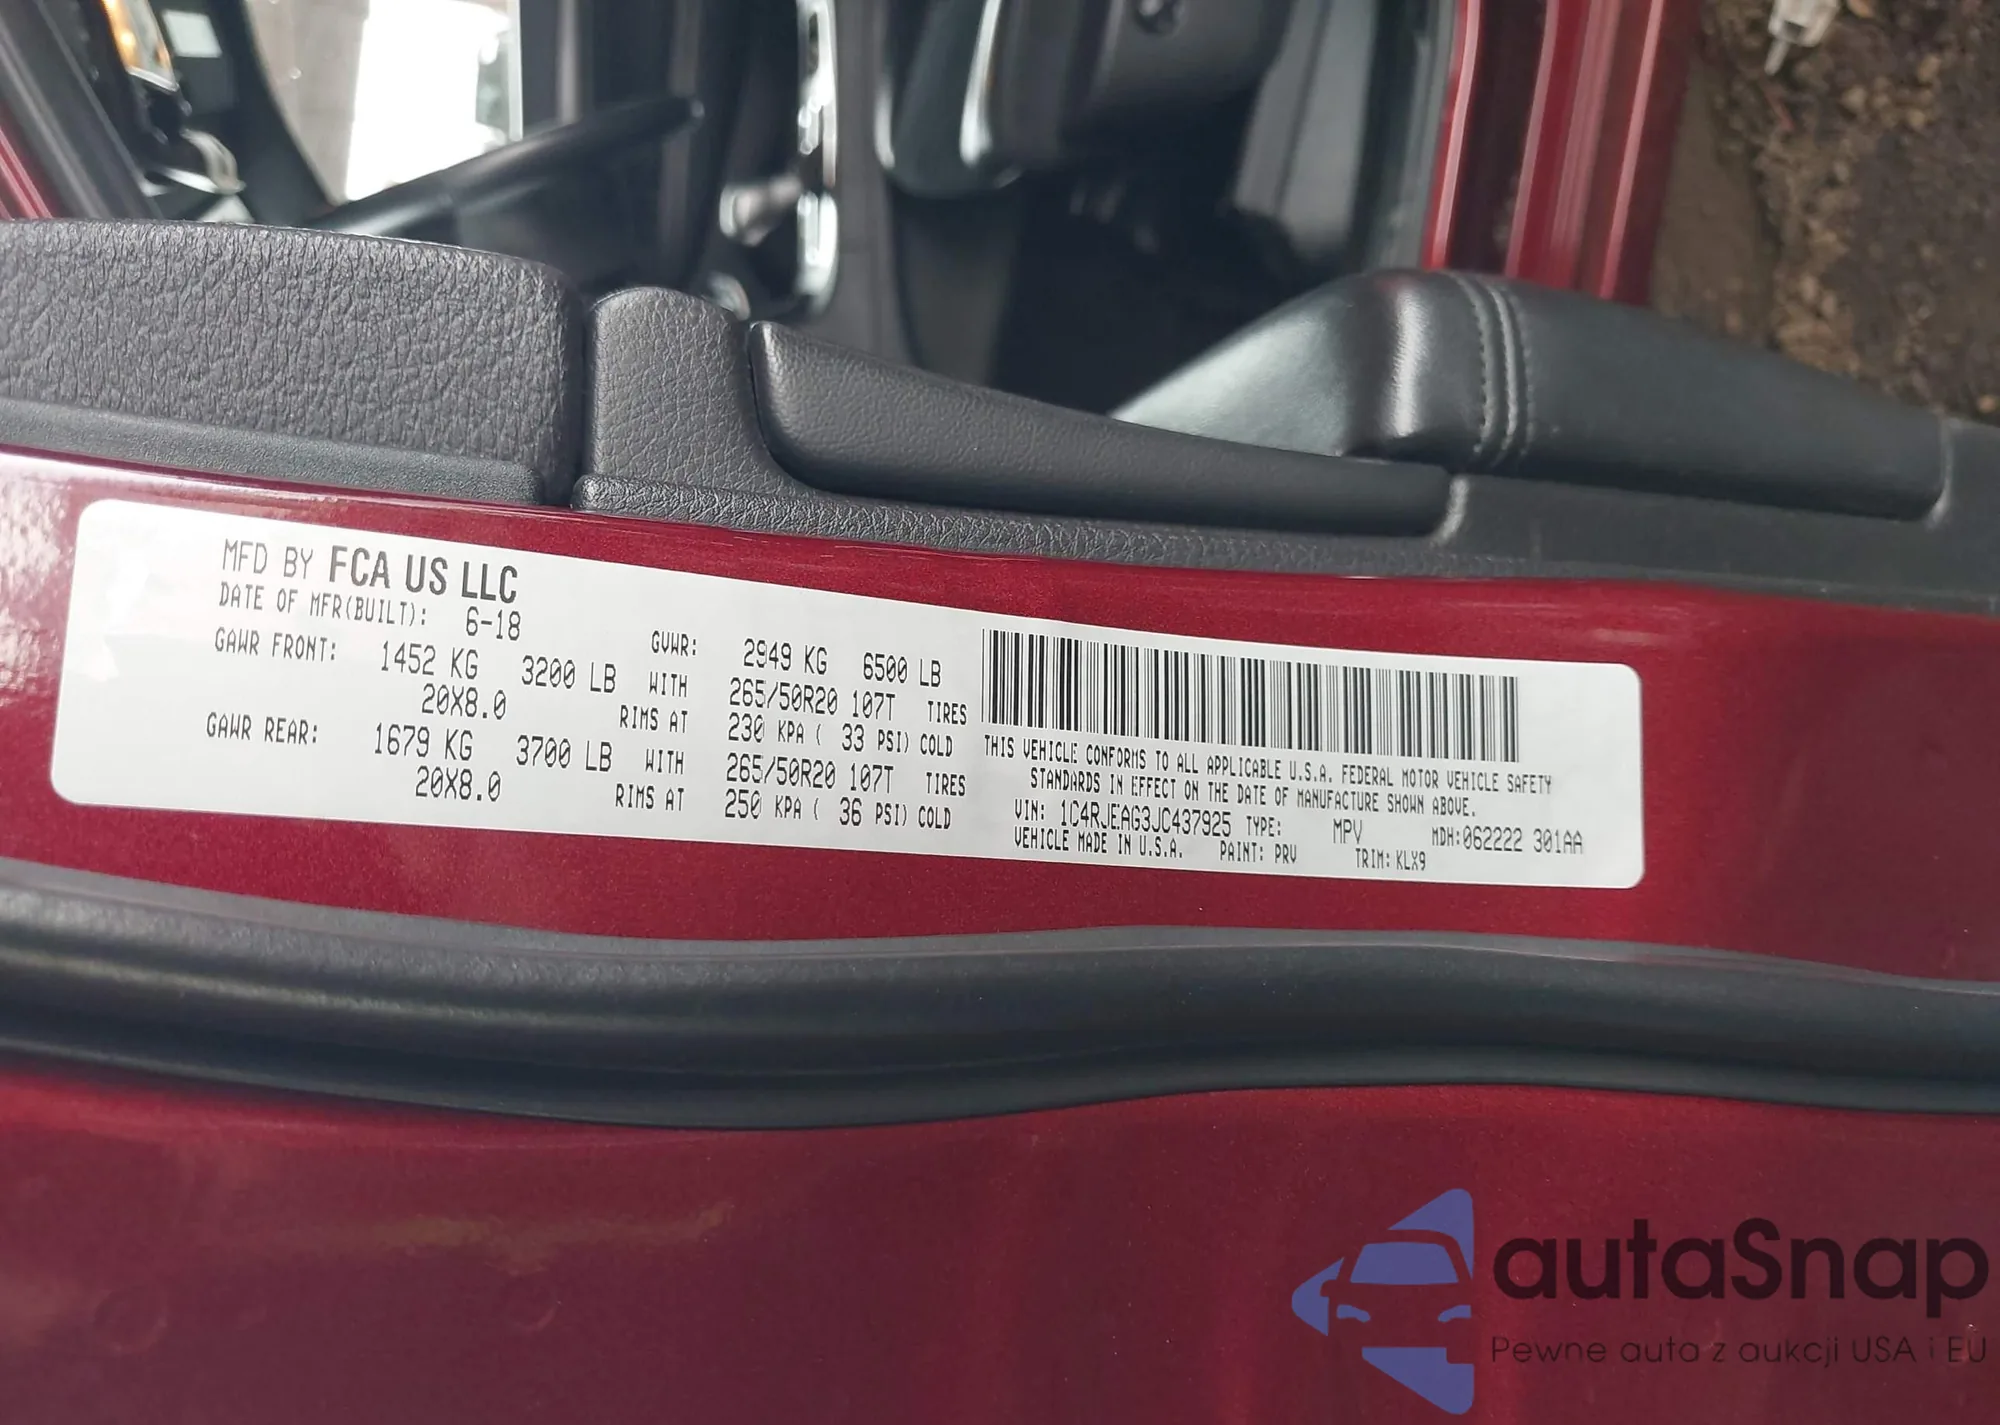 MFD BY FCA US LLC
DATE OF MFR(BUILT): 6-18 GVWR: 2949 KG 6500 LB
GAWR FRONT: 1452 KG 3200 LB WITH 265/50R20 107T TIRES
20X8.0 RIMS AT 230 KPA ( 33 PSI) COLD
GAWR REAR: 1679 KG 3700 LB WITH 265/50R20 107T TIRES
20X8.0 RIMS AT 250 KPA ( 36 PSI) COLD
THIS VEHICLE CONFORMS TO ALL APPLICABLE U.S.A. FEDERAL MOTOR VEHICLE SAFETY
STANDARDS IN EFFECT ON THE DATE OF MANUFACTURE SHOWN ABOVE.
VIN: 1C4RJEAG3JC437925 TYPE: MPV MDH:062222 301AA
VEHICLE MADE IN U.S.A. PAINT: PRV TRIM: KLX9
autaSnap
Pewne auta z aukcji USA i EU